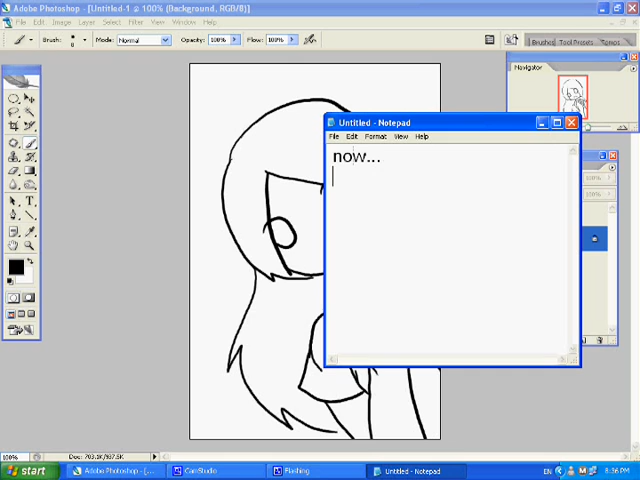 Adobe Photoshop - [Untitled-1 @ 100% (Background, RGB/8)]
File Edit Image Layer Select Filter View Window Help
Brush: Mode: Normal Opacity: 100% Flow: 100% Brushes Tool Presets
Navigator
Untitled - Notepad
File Edit Format View Help
now...
100% Doc: 703.1K/937.5K
start Adobe Photoshop - [... CamStudio Flashing Untitled - Notepad EN 8:36 PM